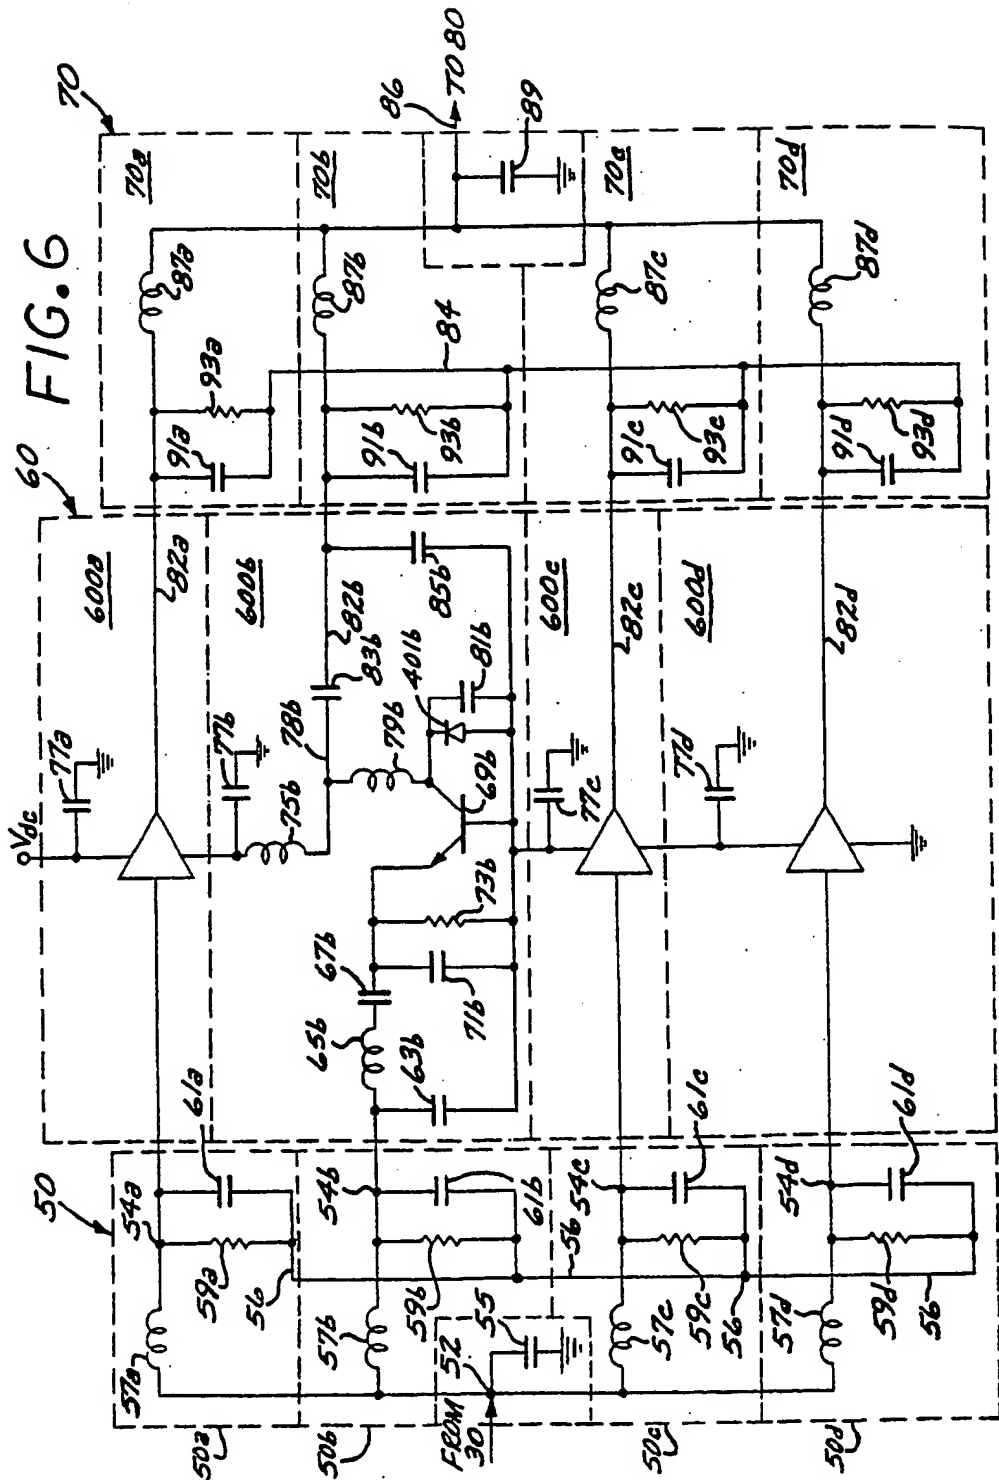 FIG. 6
50
60
70
Vdc
77a
600a
600b
600c
600d
70a
70b
70c
70d
54a
61a
82a
91a
93a
87a
57a
59a
56
50a
77b
75b
78b
83b
82b
79b
401b
81b
85b
69b
73b
67b
71b
65b
63b
54b
61b
57b
59b
50b
91b
93b
87b
84
86
TO 80
89
FROM
30
52
55
56
77c
54c
61c
57c
59c
56
50c
82c
91c
93c
87c
77d
54d
61d
57d
59d
56
50d
82d
91d
93d
87d